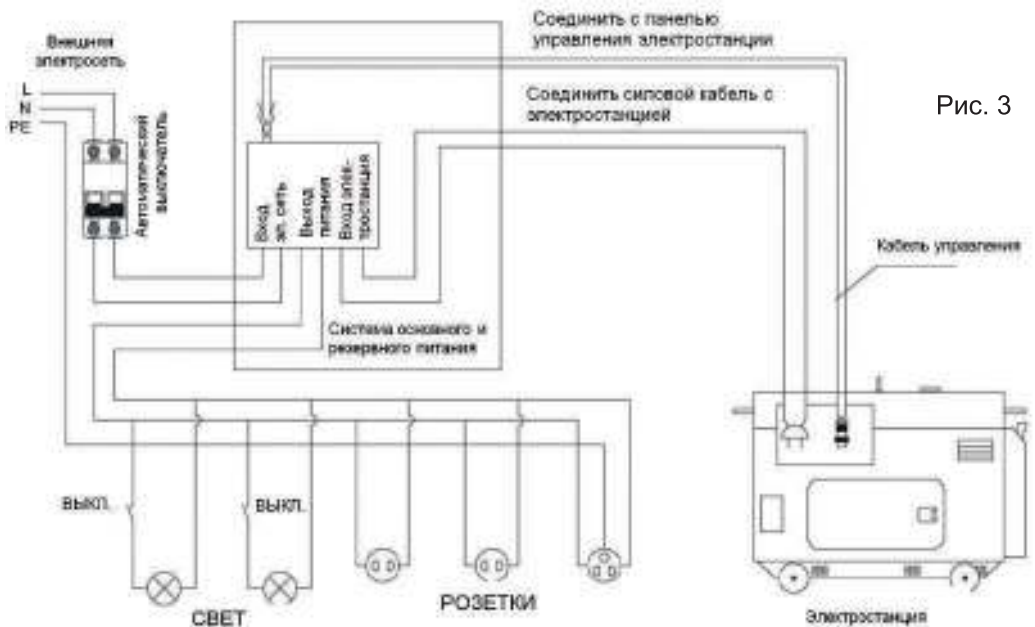 Соединить с панелью
управления электростанции
Внешняя
электросеть
L
N
PE
Соединить силовой кабель с
электростанцией
Рис. 3
Автоматический
выключатель
Вход
эл. сеть
Выход
питания
Вход элек-
тростанция
Кабель управления
Система основного и
резервного питания
ВЫКЛ.
ВЫКЛ.
СВЕТ
РОЗЕТКИ
Электростанция